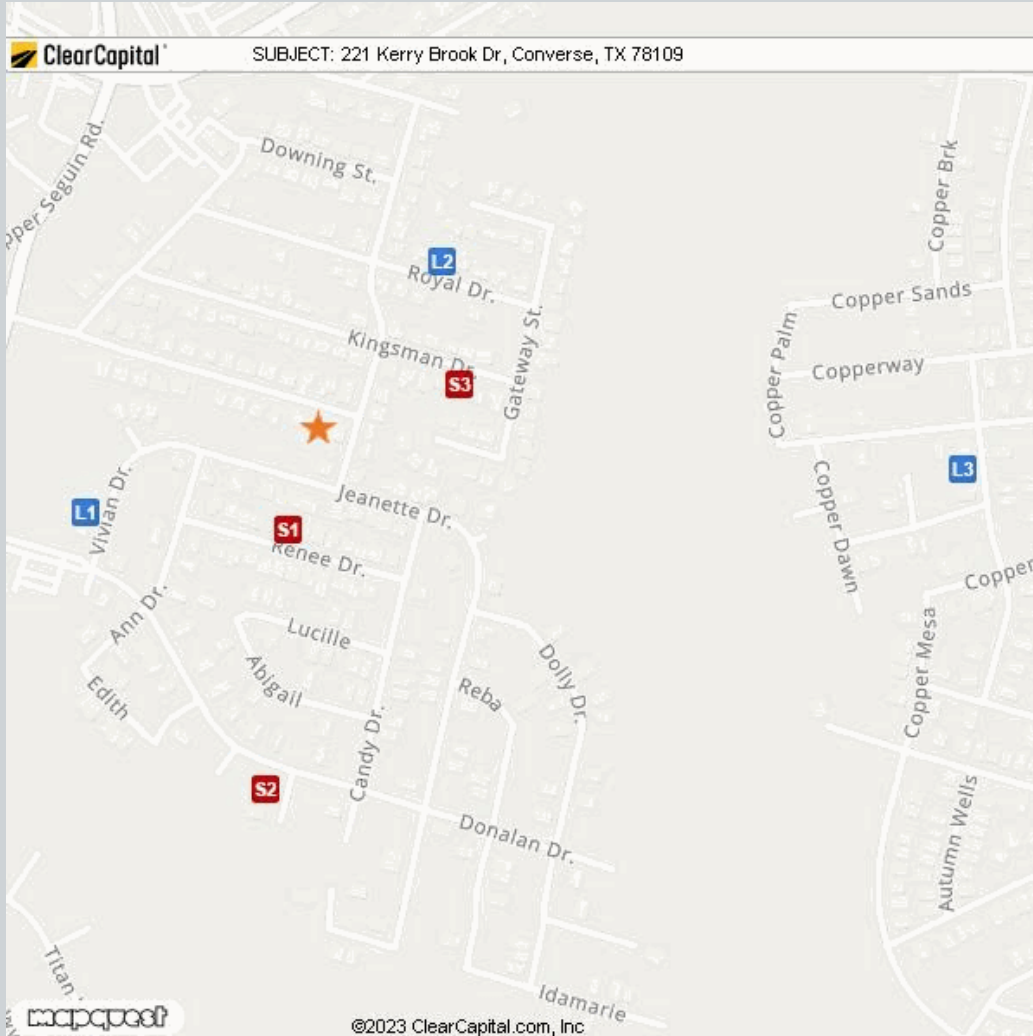 ClearCapital
SUBJECT: 221 Kerry Brook Dr, Converse, TX 78109
pper Seguin Rd.
Downing St.
Copper Brk
L2
Royal Dr.
Copper Sands
Gateway St.
Copper Palm
Kingsman Dr.
S3
Copperway
L3
Vivian Dr.
L1
Jeanette Dr.
S1
Renee Dr.
Copper Dawn
Copper
Ann Dr.
Lucille
Copper Mesa
Abigail
Dolly Dr.
Edith
Reba
Candy Dr.
S2
Donalan Dr.
Autumn Wells
Titan
Idamarie
mapquest
©2023 ClearCapital.com, Inc